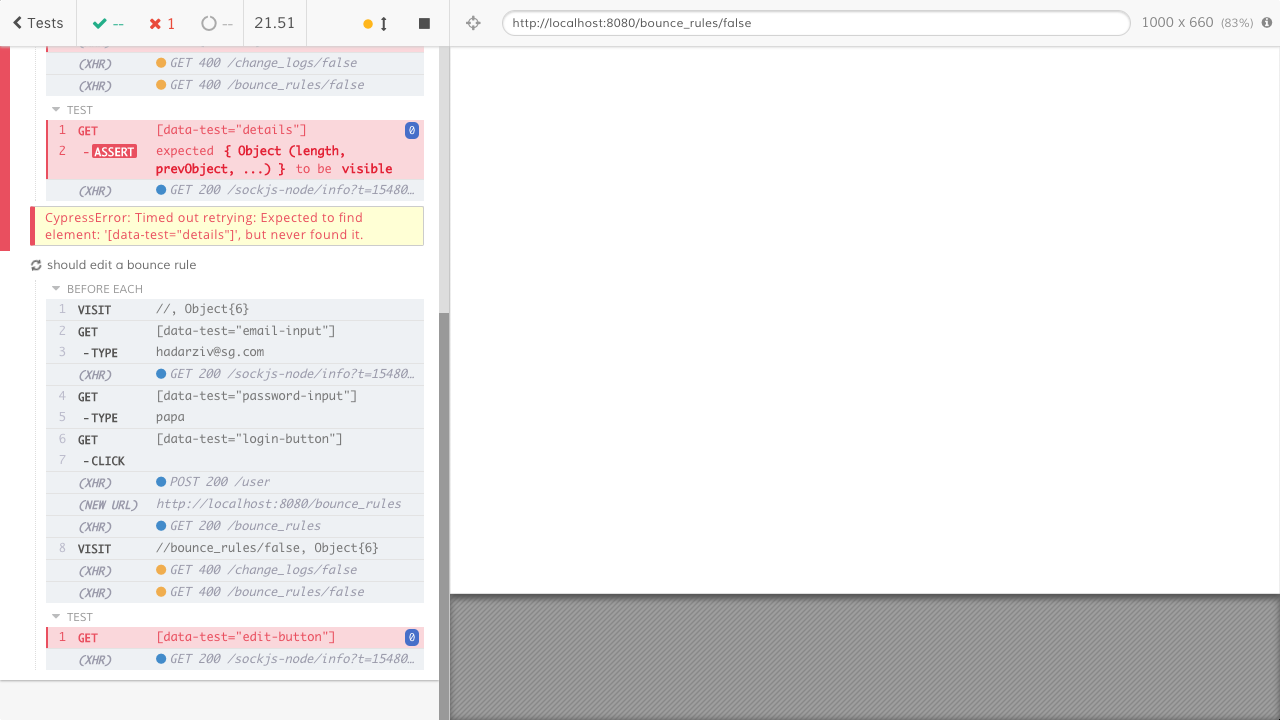 Tests
--
1
--
21.51
http://localhost:8080/bounce_rules/false
1000 x 660 (83%)
(XHR) GET 400 /change_logs/false
(XHR) GET 400 /bounce_rules/false
TEST
1 GET [data-test="details"] 0
2 -ASSERT expected { Object (length,
prevObject, ...) } to be visible
(XHR) GET 200 /sockjs-node/info?t=15480…
CypressError: Timed out retrying: Expected to find
element: '[data-test="details"]', but never found it.
should edit a bounce rule
BEFORE EACH
1 VISIT //, Object{6}
2 GET [data-test="email-input"]
3 -TYPE hadarziv@sg.com
(XHR) GET 200 /sockjs-node/info?t=15480…
4 GET [data-test="password-input"]
5 -TYPE papa
6 GET [data-test="login-button"]
7 -CLICK
(XHR) POST 200 /user
(NEW URL) http://localhost:8080/bounce_rules
(XHR) GET 200 /bounce_rules
8 VISIT //bounce_rules/false, Object{6}
(XHR) GET 400 /change_logs/false
(XHR) GET 400 /bounce_rules/false
TEST
1 GET [data-test="edit-button"] 0
(XHR) GET 200 /sockjs-node/info?t=15480…